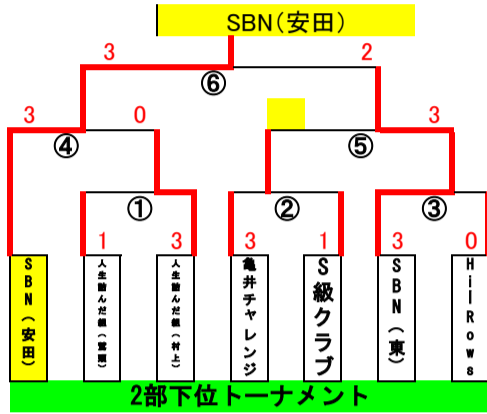 SBN(安田)
3 2
⑥
3 0 3
④ ⑤
① ② ③
1 3 3 1 3 0
SBN(安田)
人生詰んだ組(鷲頭)
人生詰んだ組(村上)
亀井チャレンジ
S級クラブ
SBN(東)
HilRows
2部下位トーナメント